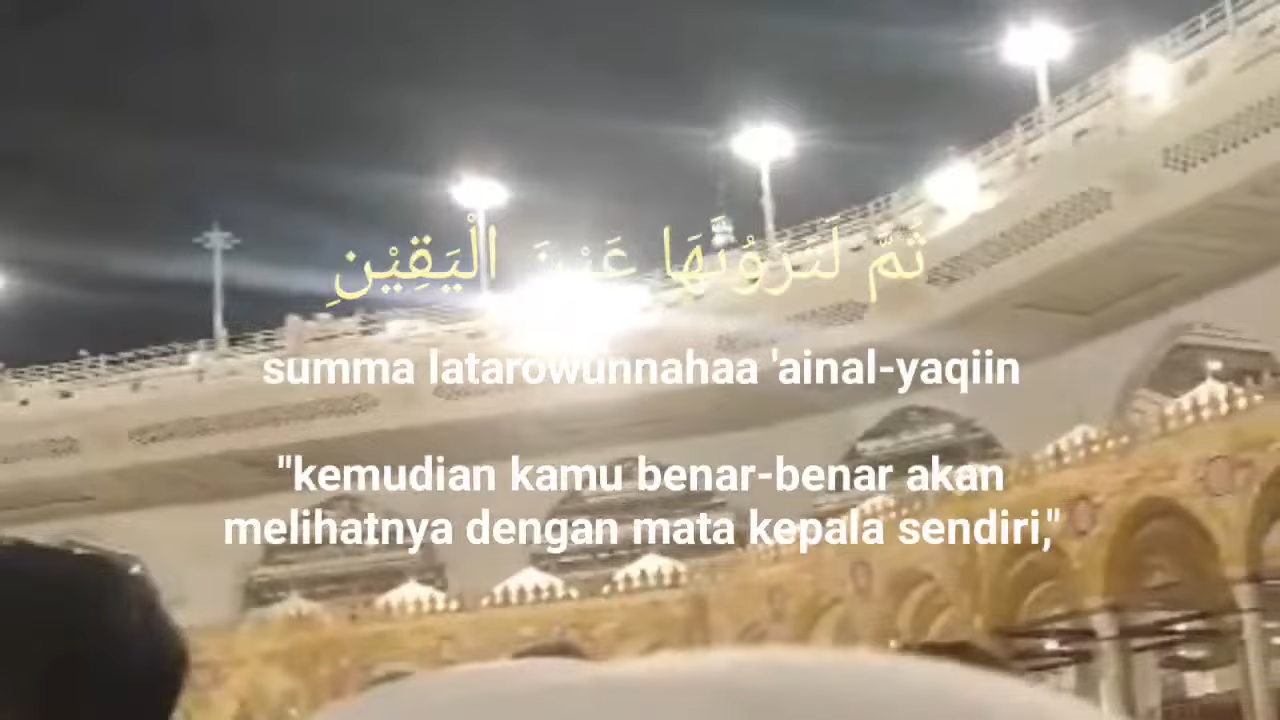 ثُمَّ لَتَرَوُنَّهَا عَيْنَ الْيَقِيْنِ
summa latarowunnahaa 'ainal-yaqiin
"kemudian kamu benar-benar akan
melihatnya dengan mata kepala sendiri,"